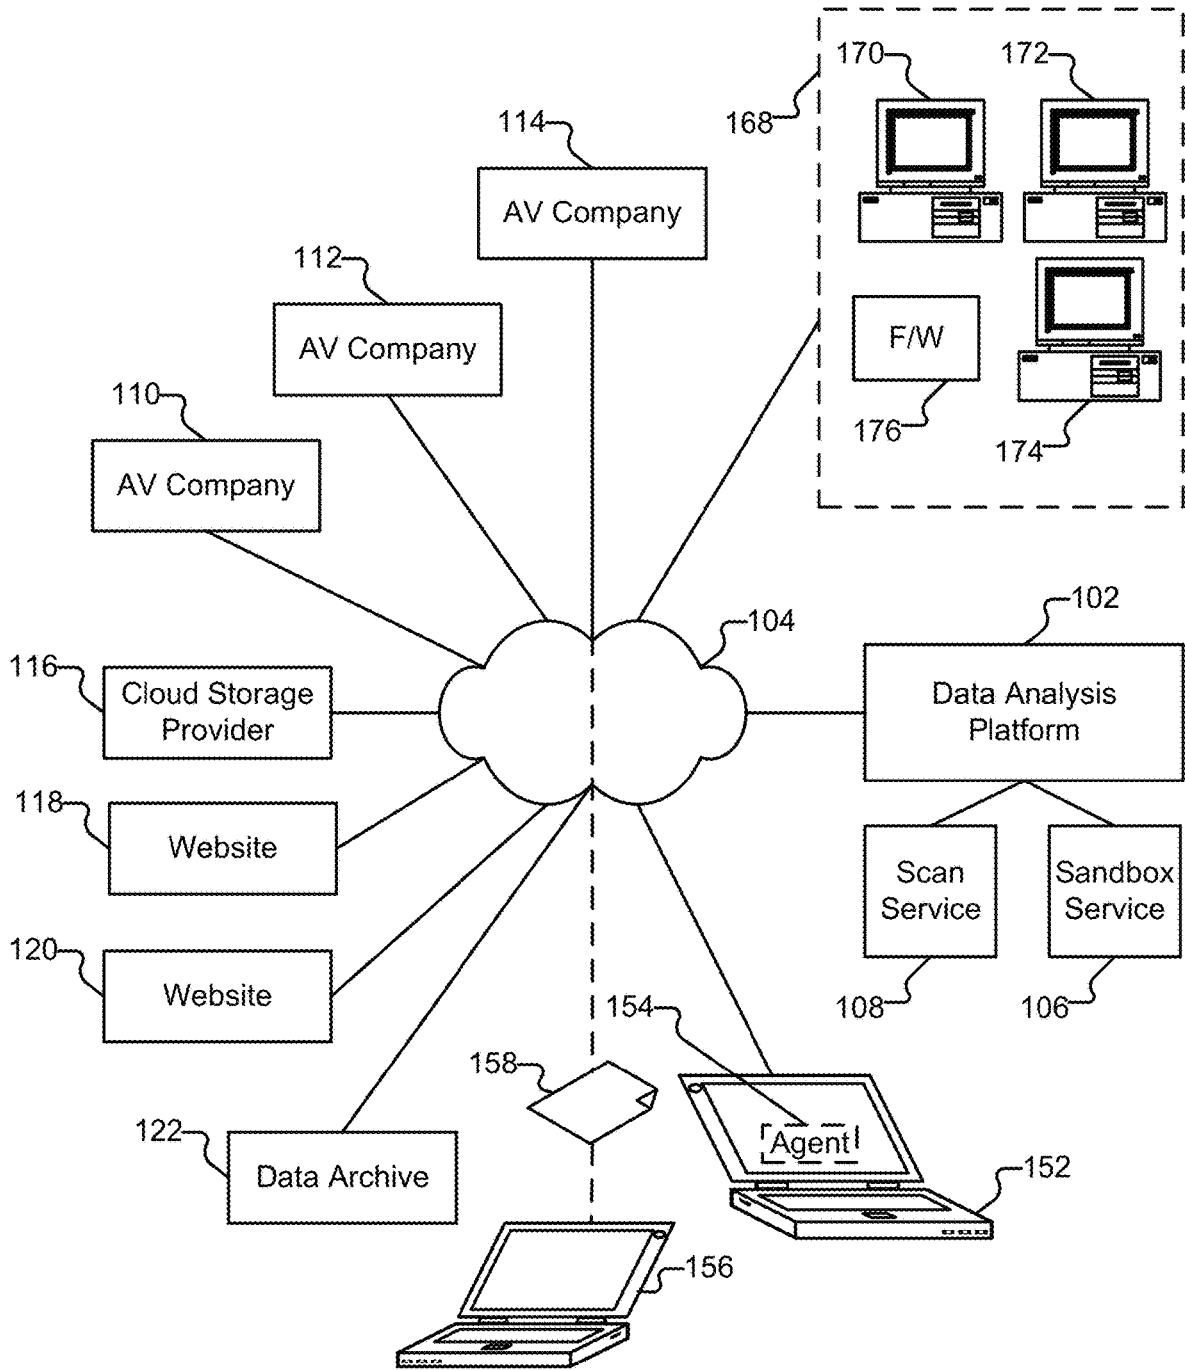 170
172
168
114
AV Company
112
AV Company
F/W
110
176
174
AV Company
104
102
116
Cloud Storage
Provider
Data Analysis
Platform
118
Website
Scan
Service
Sandbox
Service
120
Website
108
106
154
158
Agent
122
Data Archive
152
156